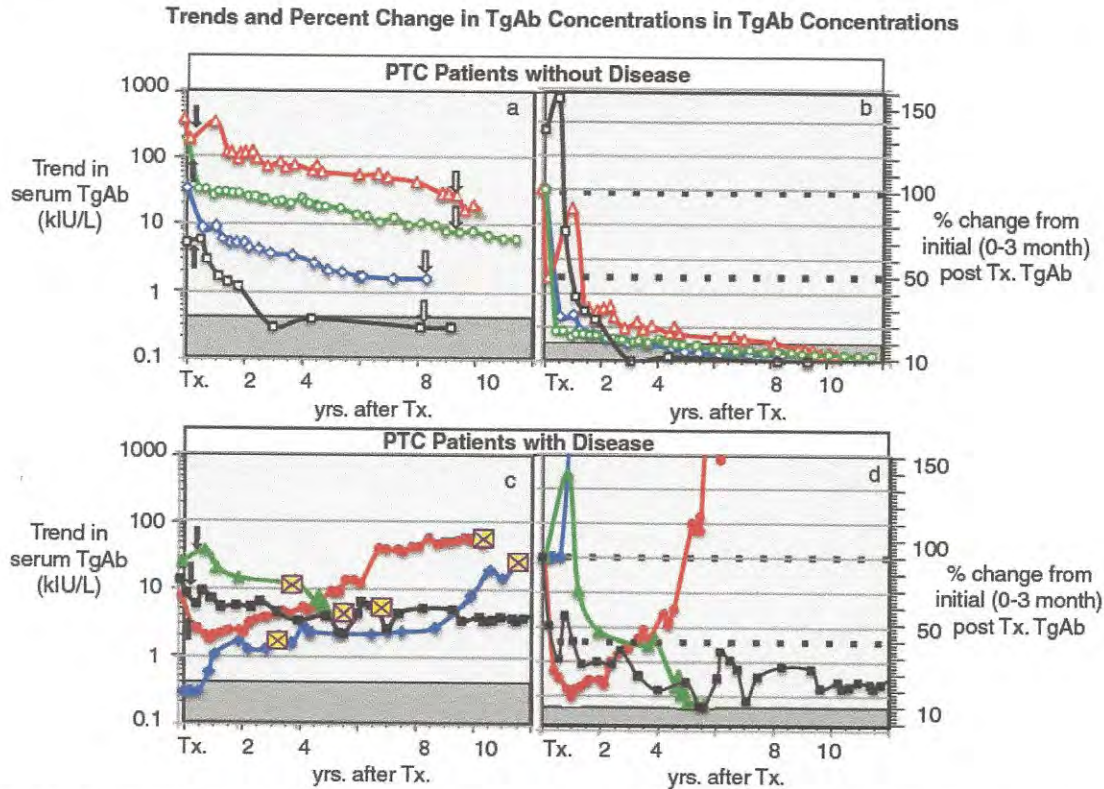 Trends and Percent Change in TgAb Concentrations in TgAb Concentrations
PTC Patients without Disease
Trend in
serum TgAb
(kIU/L)
1000
100
10
1
0.1
a
Tx. 2 4 6 8 10
yrs. after Tx.
b
150
100
50
10
% change from
initial (0-3 month)
post Tx. TgAb
Tx. 2 4 6 8 10
yrs. after Tx.
PTC Patients with Disease
Trend in
serum TgAb
(kIU/L)
1000
100
10
1
0.1
c
Tx. 2 4 6 8 10
yrs. after Tx.
d
150
100
50
10
% change from
initial (0-3 month)
post Tx. TgAb
Tx. 2 4 6 8 10
yrs. after Tx.